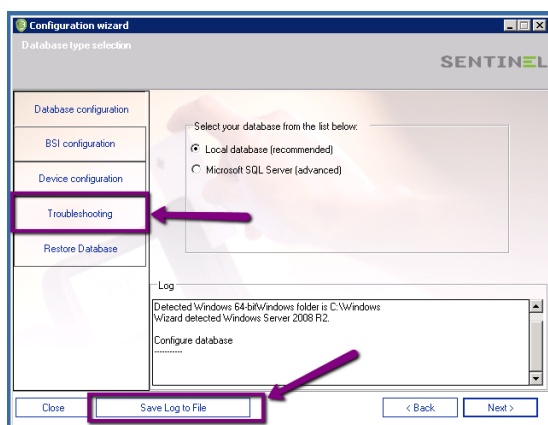 Configuration wizard
Database type selection
SENTINEL
Database configuration
BSI configuration
Device configuration
Troubleshooting
Restore Database
Select your database from the list below:
Local database (recommended)
Microsoft SQL Server (advanced)
Log
Detected Windows 64-bitWindows folder is C:\Windows
Wizard detected Windows Server 2008 R2.
Configure database
-----------
Close
Save Log to File
< Back
Next >